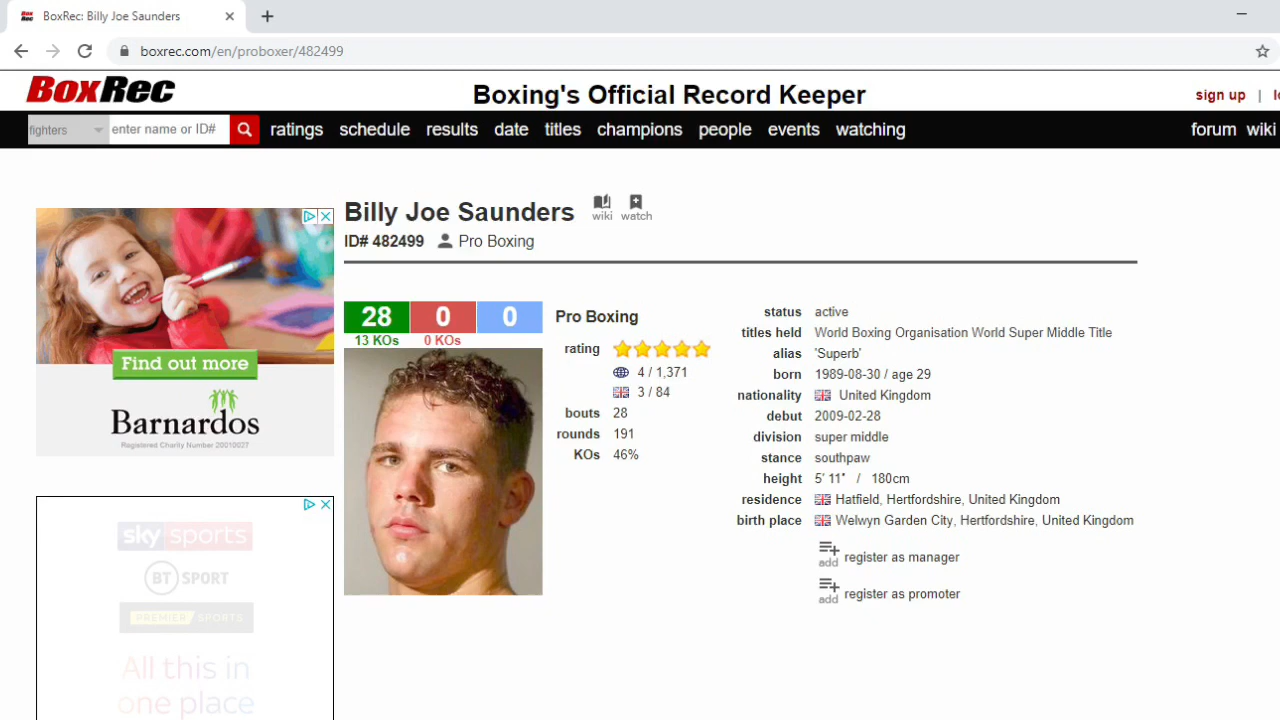 BoxRec: Billy Joe Saunders
boxrec.com/en/proboxer/482499
BoxRec
Boxing's Official Record Keeper
sign up |
fighters enter name or ID# ratings schedule results date titles champions people events watching forum wiki
Billy Joe Saunders wiki watch
ID# 482499 Pro Boxing
28 0 0
13 KOs 0 KOs
Pro Boxing
rating
4 / 1,371
3 / 84
bouts 28
rounds 191
KOs 46%
status active
titles held World Boxing Organisation World Super Middle Title
alias 'Superb'
born 1989-08-30 / age 29
nationality United Kingdom
debut 2009-02-28
division super middle
stance southpaw
height 5′ 11″ / 180cm
residence Hatfield, Hertfordshire, United Kingdom
birth place Welwyn Garden City, Hertfordshire, United Kingdom
add register as manager
add register as promoter
Find out more
Barnardos
Registered Charity Number 20010027
sky sports
BT SPORT
PREMIER SPORTS
All this in
one place